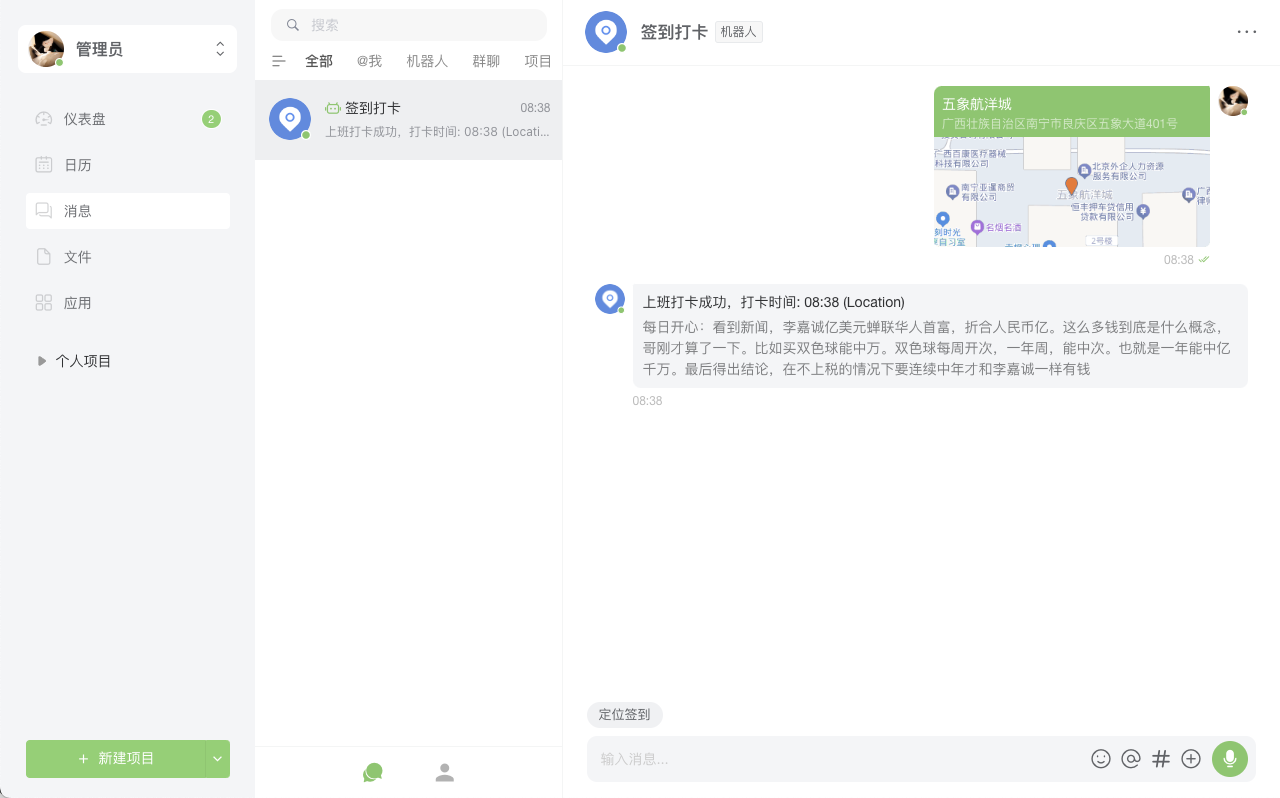 管理员
仪表盘
2
日历
消息
文件
应用
个人项目
+ 新建项目
搜索
全部
@我
机器人
群聊
项目
签到打卡
08:38
上班打卡成功，打卡时间: 08:38 (Locati...
签到打卡
机器人
五象航洋城
广西壮族自治区南宁市良庆区五象大道401号
广西百康医疗器械
科技有限公司
北京外企人力资源
服务有限公司
南宁亚暹商贸
有限公司
五象航洋城
恒丰押车贷信用
贷款有限公司
律师
刻时光
自习室
名烟名酒
2号楼
08:38
上班打卡成功，打卡时间: 08:38 (Location)
每日开心：看到新闻，李嘉诚亿美元蝉联华人首富，折合人民币亿。这么多钱到底是什么概念，
哥刚才算了一下。比如买双色球能中万。双色球每周开次，一年周，能中次。也就是一年能中亿
千万。最后得出结论，在不上税的情况下要连续中年才和李嘉诚一样有钱
08:38
定位签到
输入消息...